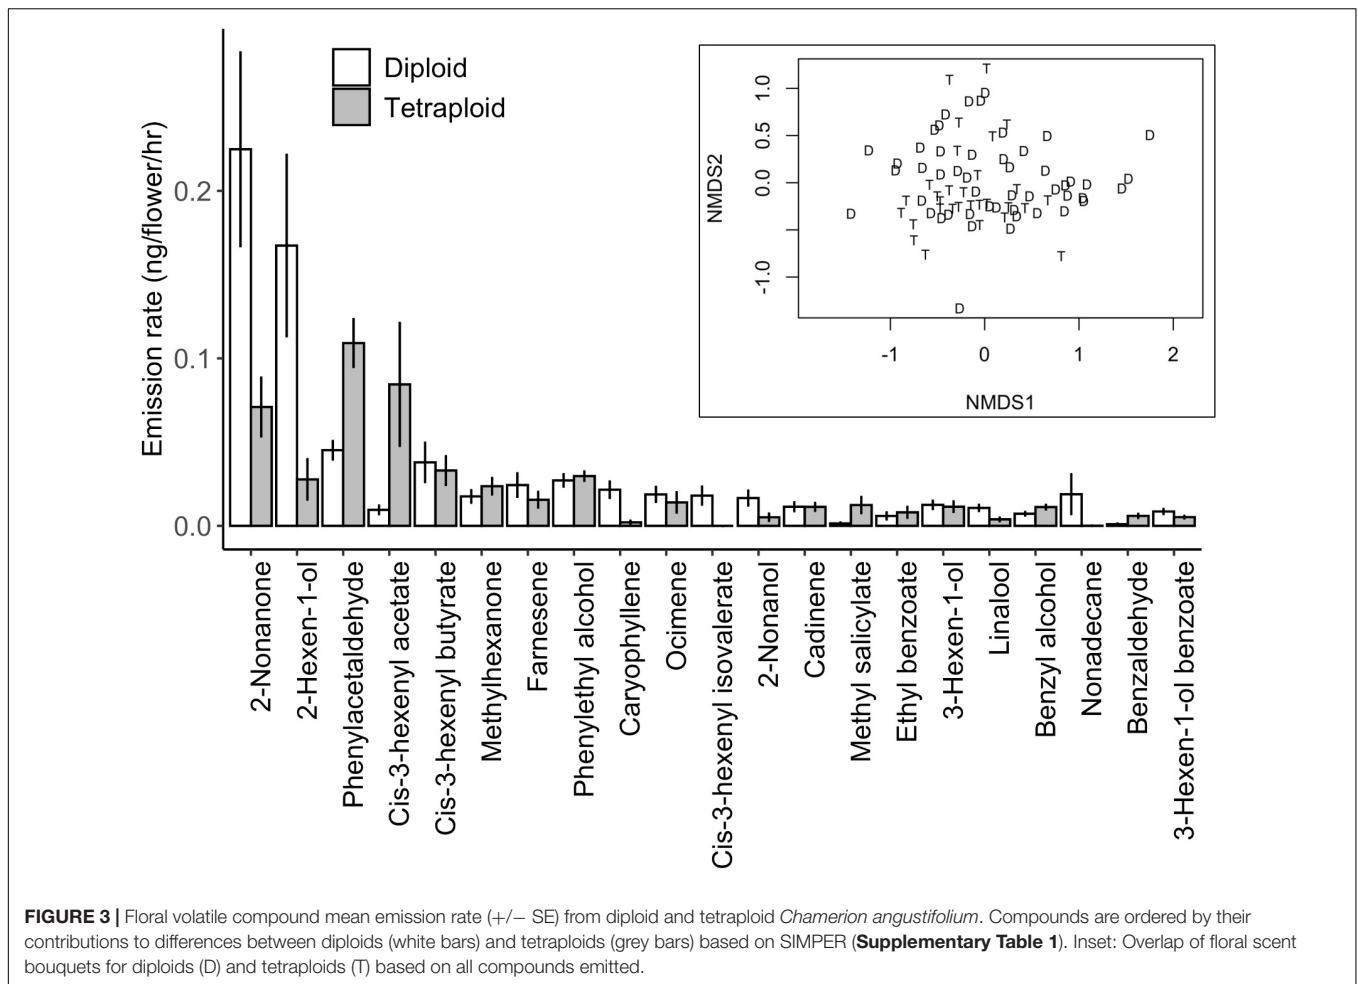 Diploid
Tetraploid
Emission rate (ng/flower/hr)
0.2
0.1
0.0
2-Nonanone
2-Hexen-1-ol
Phenylacetaldehyde
Cis-3-hexenyl acetate
Cis-3-hexenyl butyrate
Methylhexanone
Farnesene
Phenylethyl alcohol
Caryophyllene
Ocimene
Cis-3-hexenyl isovalerate
2-Nonanol
Cadinene
Methyl salicylate
Ethyl benzoate
3-Hexen-1-ol
Linalool
Benzyl alcohol
Nonadecane
Benzaldehyde
3-Hexen-1-ol benzoate
NMDS2
1.0
0.5
0.0
-1.0
-1
0
1
2
NMDS1
FIGURE 3 | Floral volatile compound mean emission rate (+/− SE) from diploid and tetraploid Chamerion angustifolium. Compounds are ordered by their
contributions to differences between diploids (white bars) and tetraploids (grey bars) based on SIMPER (Supplementary Table 1). Inset: Overlap of floral scent
bouquets for diploids (D) and tetraploids (T) based on all compounds emitted.